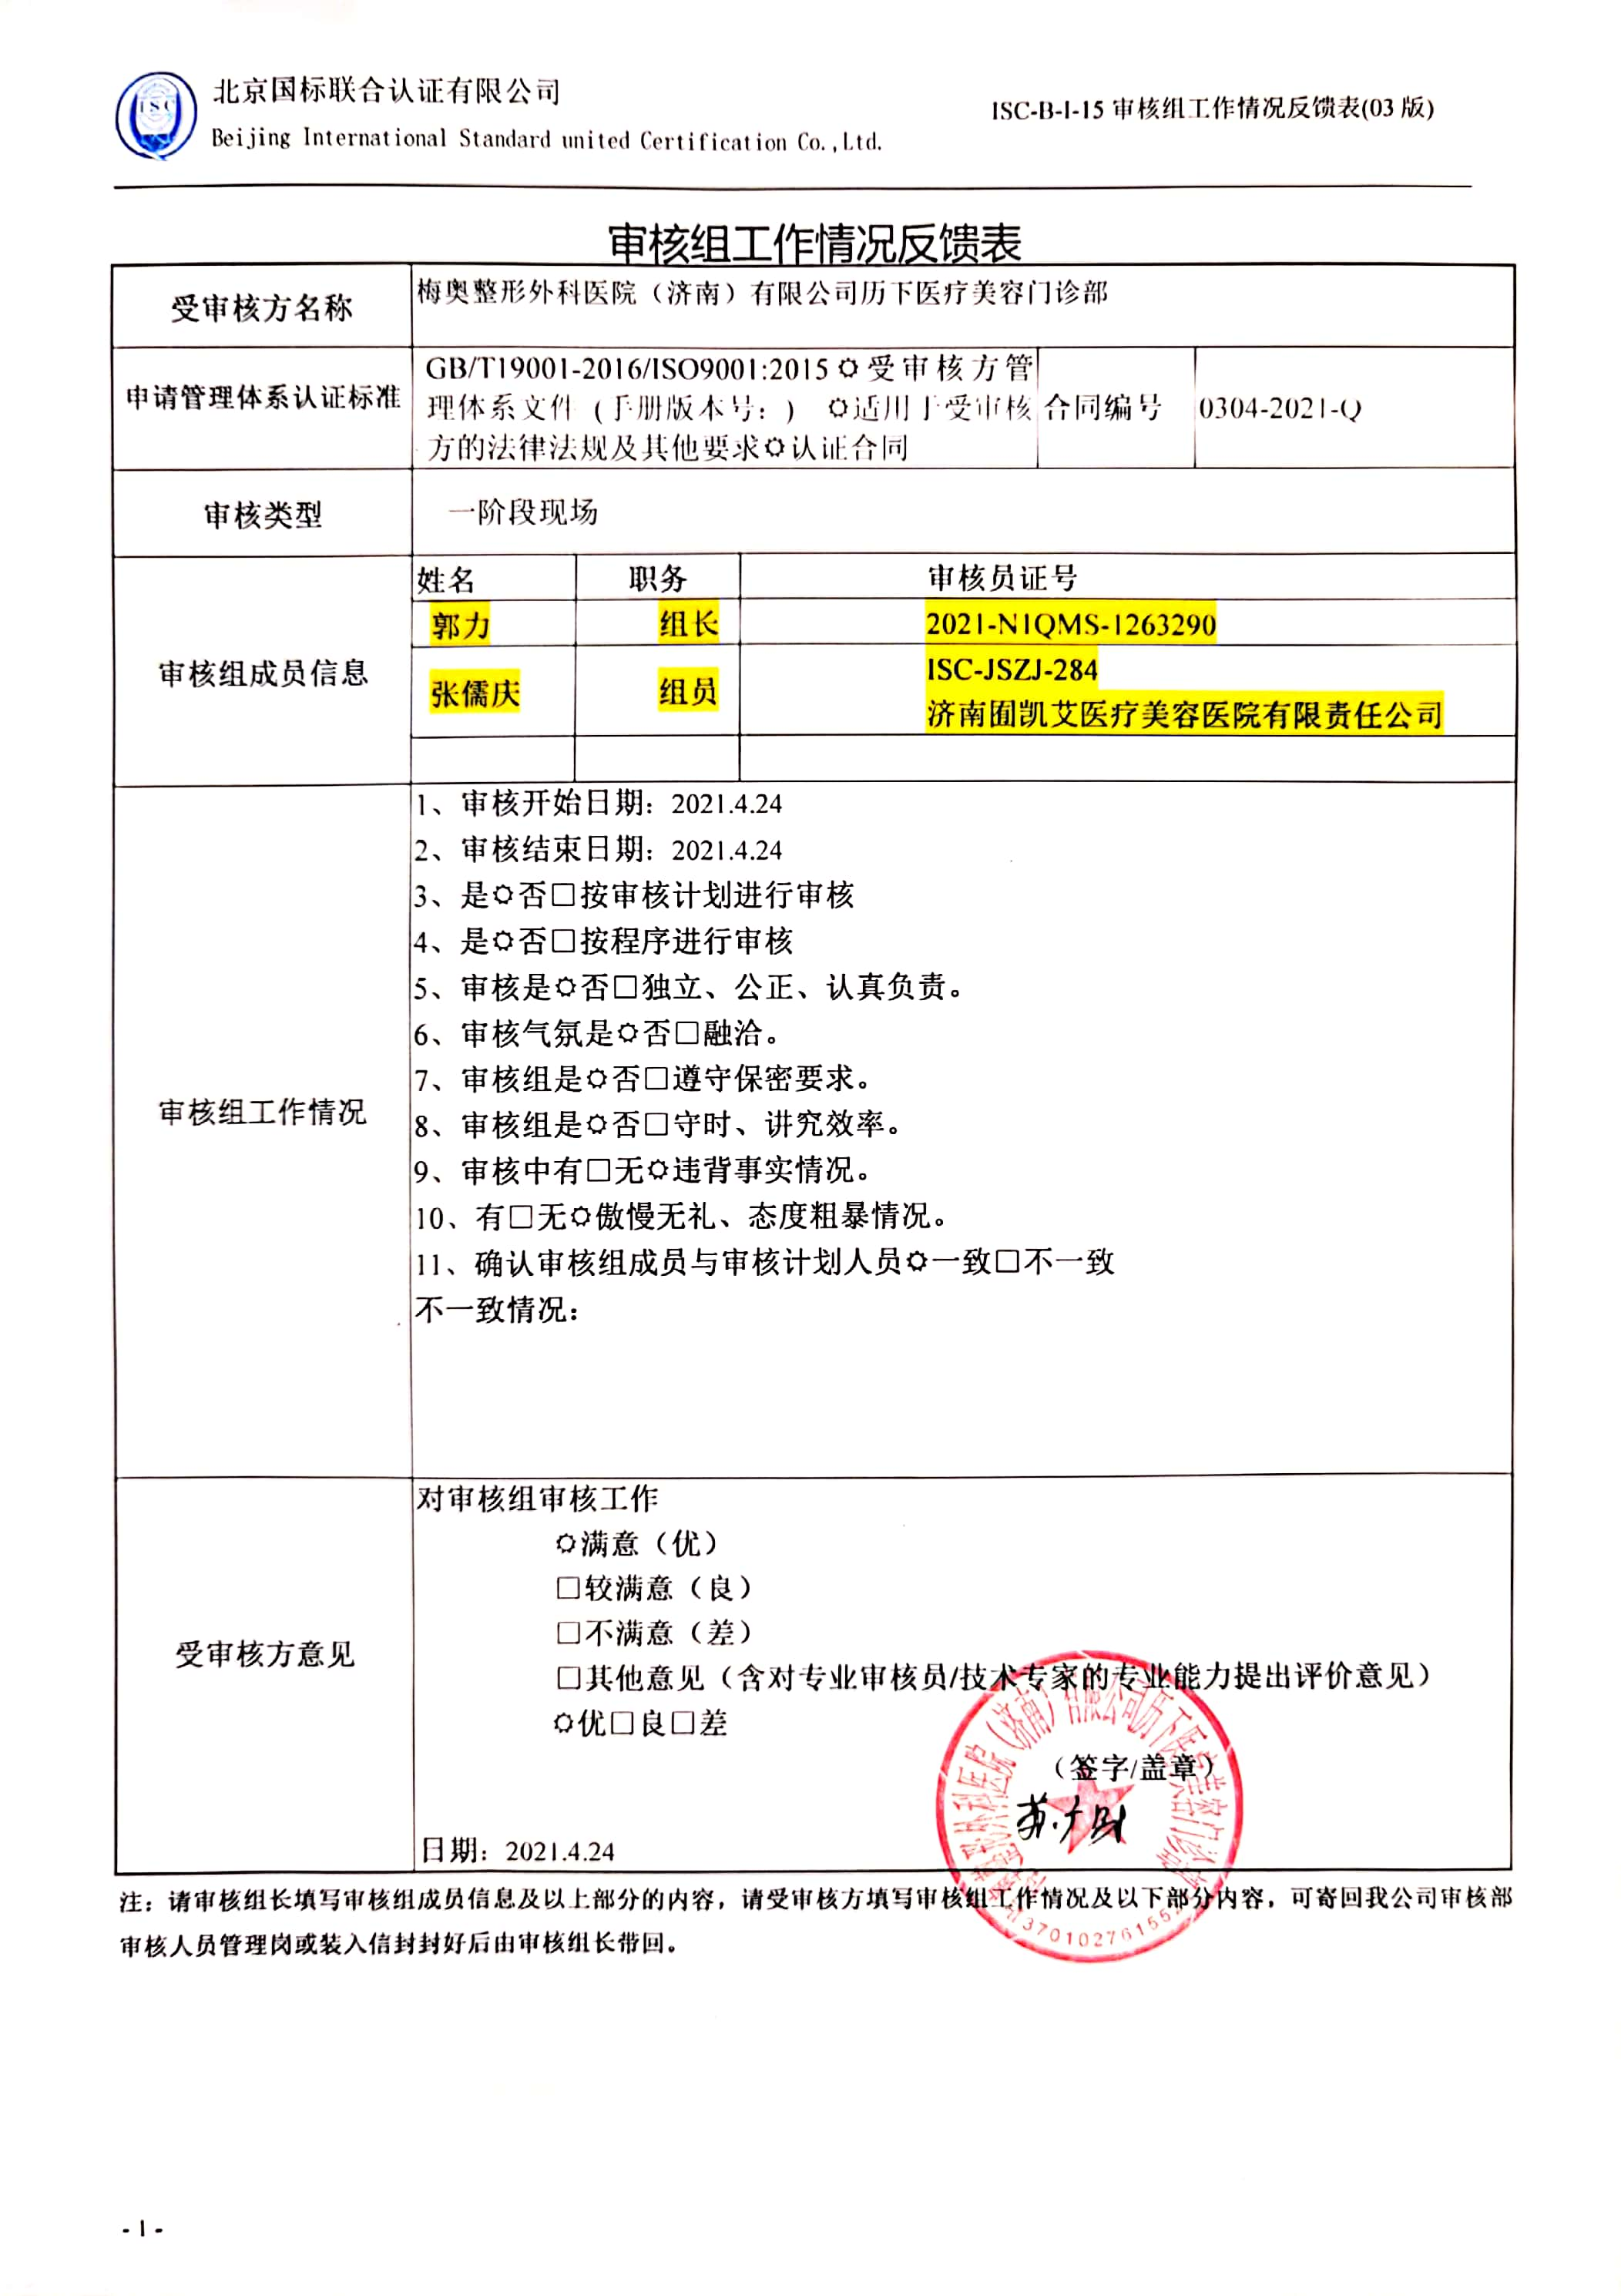 北京国标联合认证有限公司
Beijing International Standard united Certification Co.,Ltd.
ISC-B-I-15 审核组工作情况反馈表(03 版)
审核组工作情况反馈表
受审核方名称
梅奥整形外科医院（济南）有限公司历下医疗美容门诊部
申请管理体系认证标准
GB/T19001-2016/ISO9001:2015✿受审核方管
理体系文件（手册版本号：） ✿适用于受审核
方的法律法规及其他要求✿认证合同
合同编号
0304-2021-Q
审核类型
一阶段现场
审核组成员信息
姓名 职务 审核员证号
郭力 组长 2021-N1QMS-1263290
张儒庆 组员 ISC-JSZJ-284
济南囿凯艾医疗美容医院有限责任公司
审核组工作情况
1、审核开始日期：2021.4.24
2、审核结束日期：2021.4.24
3、是✿否□按审核计划进行审核
4、是✿否□按程序进行审核
5、审核是✿否□独立、公正、认真负责。
6、审核气氛是✿否□融洽。
7、审核组是✿否□遵守保密要求。
8、审核组是✿否□守时、讲究效率。
9、审核中有□无✿违背事实情况。
10、有□无✿傲慢无礼、态度粗暴情况。
11、确认审核组成员与审核计划人员✿一致□不一致
不一致情况：
受审核方意见
对审核组审核工作
✿满意（优）
□较满意（良）
□不满意（差）
□其他意见（含对专业审核员/技术专家的专业能力提出评价意见）
✿优□良□差
（签字/盖章）
日期：2021.4.24
注：请审核组长填写审核组成员信息及以上部分的内容，请受审核方填写审核组工作情况及以下部分内容，可寄回我公司审核部
审核人员管理岗或装入信封封好后由审核组长带回。
- 1 -